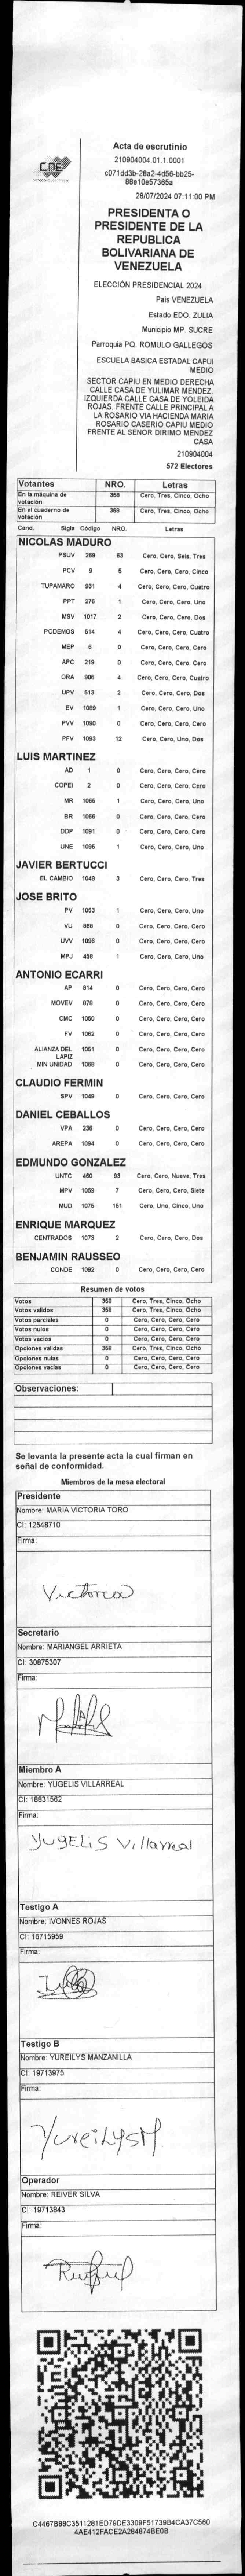 CNE
Acta de escrutinio
210904004.01.1.0001
c071dd3b-28a2-4d56-bb25-
88e10e57365a
28/07/2024 07:11:00 PM
PRESIDENTA O
PRESIDENTE DE LA
REPUBLICA
BOLIVARIANA DE
VENEZUELA
ELECCIÓN PRESIDENCIAL 2024
Pais VENEZUELA
Estado EDO. ZULIA
Municipio MP. SUCRE
Parroquia PQ. ROMULO GALLEGOS
ESCUELA BASICA ESTADAL CAPUI
MEDIO
SECTOR CAPIU EN MEDIO DERECHA
CALLE CASA DE YULIMAR MENDEZ.
IZQUIERDA CALLE CASA DE YOLEIDA
ROJAS. FRENTE CALLE PRINCIPAL A
LA ROSARIO VIA HACIENDA MARIA
ROSARIO CASERIO CAPIU MEDIO
FRENTE AL SENOR DIRIMO MENDEZ
CASA
210904004
572 Electores
Votantes NRO. Letras
En la máquina de votación 358 Cero, Tres, Cinco, Ocho
En el cuaderno de votación 358 Cero, Tres, Cinco, Ocho
Cand. Sigla Código NRO. Letras
NICOLAS MADURO
PSUV 269 63 Cero, Cero, Seis, Tres
PCV 9 5 Cero, Cero, Cero, Cinco
TUPAMARO 931 4 Cero, Cero, Cero, Cuatro
PPT 276 1 Cero, Cero, Cero, Uno
MSV 1017 2 Cero, Cero, Cero, Dos
PODEMOS 514 4 Cero, Cero, Cero, Cuatro
MEP 6 0 Cero, Cero, Cero, Cero
APC 219 0 Cero, Cero, Cero, Cero
ORA 906 4 Cero, Cero, Cero, Cuatro
UPV 513 2 Cero, Cero, Cero, Dos
EV 1089 1 Cero, Cero, Cero, Uno
PVV 1090 0 Cero, Cero, Cero, Cero
PFV 1093 12 Cero, Cero, Uno, Dos
LUIS MARTINEZ
AD 1 0 Cero, Cero, Cero, Cero
COPEI 2 0 Cero, Cero, Cero, Cero
MR 1065 1 Cero, Cero, Cero, Uno
BR 1066 0 Cero, Cero, Cero, Cero
DDP 1091 0 Cero, Cero, Cero, Cero
UNE 1095 1 Cero, Cero, Cero, Uno
JAVIER BERTUCCI
EL CAMBIO 1048 3 Cero, Cero, Cero, Tres
JOSE BRITO
PV 1053 1 Cero, Cero, Cero, Uno
VU 969 0 Cero, Cero, Cero, Cero
UVV 1096 0 Cero, Cero, Cero, Cero
MPJ 458 1 Cero, Cero, Cero, Uno
ANTONIO ECARRI
AP 814 0 Cero, Cero, Cero, Cero
MOVEV 979 0 Cero, Cero, Cero, Cero
CMC 1050 0 Cero, Cero, Cero, Cero
FV 1062 0 Cero, Cero, Cero, Cero
ALIANZA DEL LAPIZ 1051 0 Cero, Cero, Cero, Cero
MIN UNIDAD 1068 0 Cero, Cero, Cero, Cero
CLAUDIO FERMIN
SPV 1049 0 Cero, Cero, Cero, Cero
DANIEL CEBALLOS
VPA 236 0 Cero, Cero, Cero, Cero
AREPA 1094 0 Cero, Cero, Cero, Cero
EDMUNDO GONZALEZ
UNTC 460 93 Cero, Cero, Nueve, Tres
MPV 1069 7 Cero, Cero, Cero, Siete
MUD 1075 151 Cero, Uno, Cinco, Uno
ENRIQUE MARQUEZ
CENTRADOS 1073 2 Cero, Cero, Cero, Dos
BENJAMIN RAUSSEO
CONDE 1092 0 Cero, Cero, Cero, Cero
Resumen de votos
Votos 358 Cero, Tres, Cinco, Ocho
Votos validos 358 Cero, Tres, Cinco, Ocho
Votos parciales 0 Cero, Cero, Cero, Cero
Votos nulos 0 Cero, Cero, Cero, Cero
Votos vacios 0 Cero, Cero, Cero, Cero
Opciones validas 358 Cero, Tres, Cinco, Ocho
Opciones nulas 0 Cero, Cero, Cero, Cero
Opciones vacias 0 Cero, Cero, Cero, Cero
Observaciones:
Se levanta la presente acta la cual firman en
señal de conformidad.
Miembros de la mesa electoral
Presidente
Nombre: MARIA VICTORIA TORO
CI: 12548710
Firma:
Victoria
Secretario
Nombre: MARIANGEL ARRIETA
CI: 30875307
Firma:
Miembro A
Nombre: YUGELIS VILLARREAL
CI: 18831562
Firma:
YUGELIS Villarreal
Testigo A
Nombre: IVONNES ROJAS
CI: 16715959
Firma:
Testigo B
Nombre: YUREILYS MANZANILLA
CI: 19713975
Firma:
YureiLysM
Operador
Nombre: REIVER SILVA
CI: 19713843
Firma:
C4467B88C3511281ED79DE3309F51739B4CA37C560
4AE412FACE2A284874BE0B